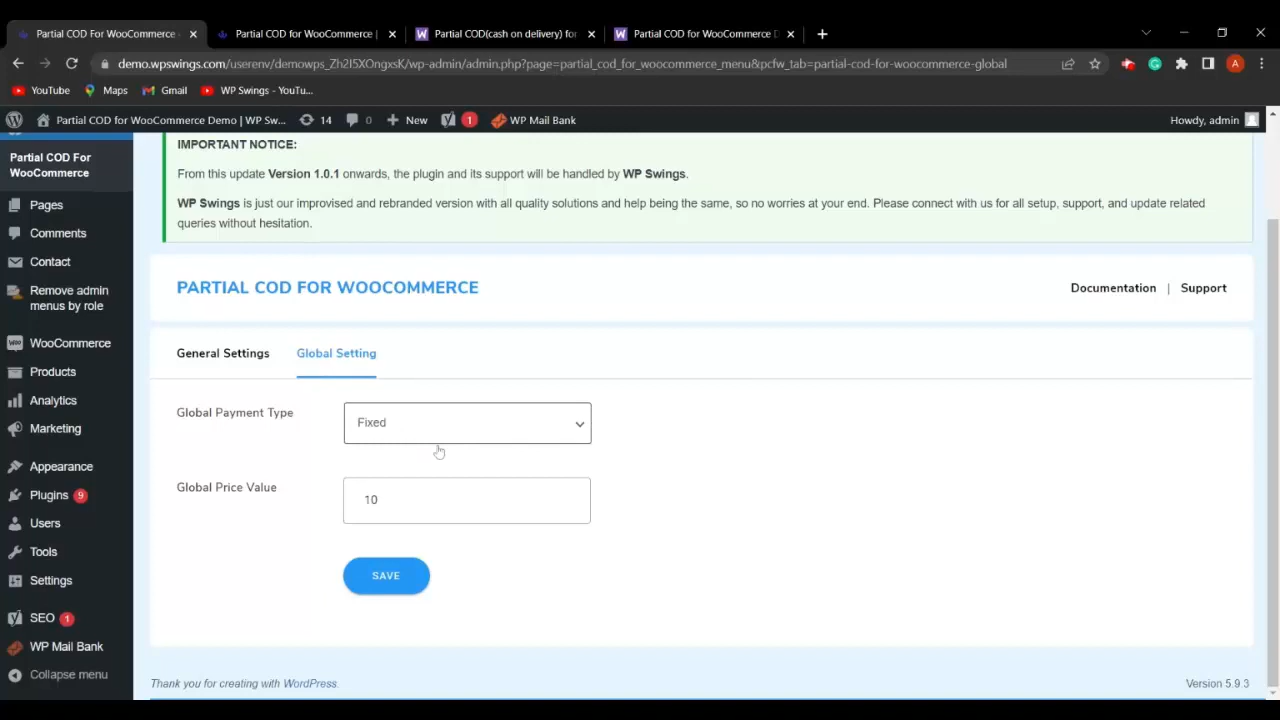 Partial COD For WooCommerce
Partial COD for WooCommerce |
Partial COD(cash on delivery) for
Partial COD for WooCommerce D
demo.wpswings.com/userenv/demowps_Zh2I5XOngxsK/wp-admin/admin.php?page=partial_cod_for_woocommerce_menu&pcfw_tab=partial-cod-for-woocommerce-global
A
YouTube
Maps
Gmail
WP Swings - YouTu...
Partial COD for WooCommerce Demo | WP Sw...
14
0
New
1
WP Mail Bank
Howdy, admin
Partial COD For
WooCommerce
Pages
Comments
Contact
Remove admin
menus by role
WooCommerce
Products
Analytics
Marketing
Appearance
Plugins 9
Users
Tools
Settings
SEO 1
WP Mail Bank
Collapse menu
IMPORTANT NOTICE:
From this update Version 1.0.1 onwards, the plugin and its support will be handled by WP Swings.
WP Swings is just our improvised and rebranded version with all quality solutions and help being the same, so no worries at your end. Please connect with us for all setup, support, and update related
queries without hesitation.
PARTIAL COD FOR WOOCOMMERCE
Documentation | Support
General Settings
Global Setting
Global Payment Type
Fixed
Global Price Value
10
SAVE
Thank you for creating with WordPress.
Version 5.9.3